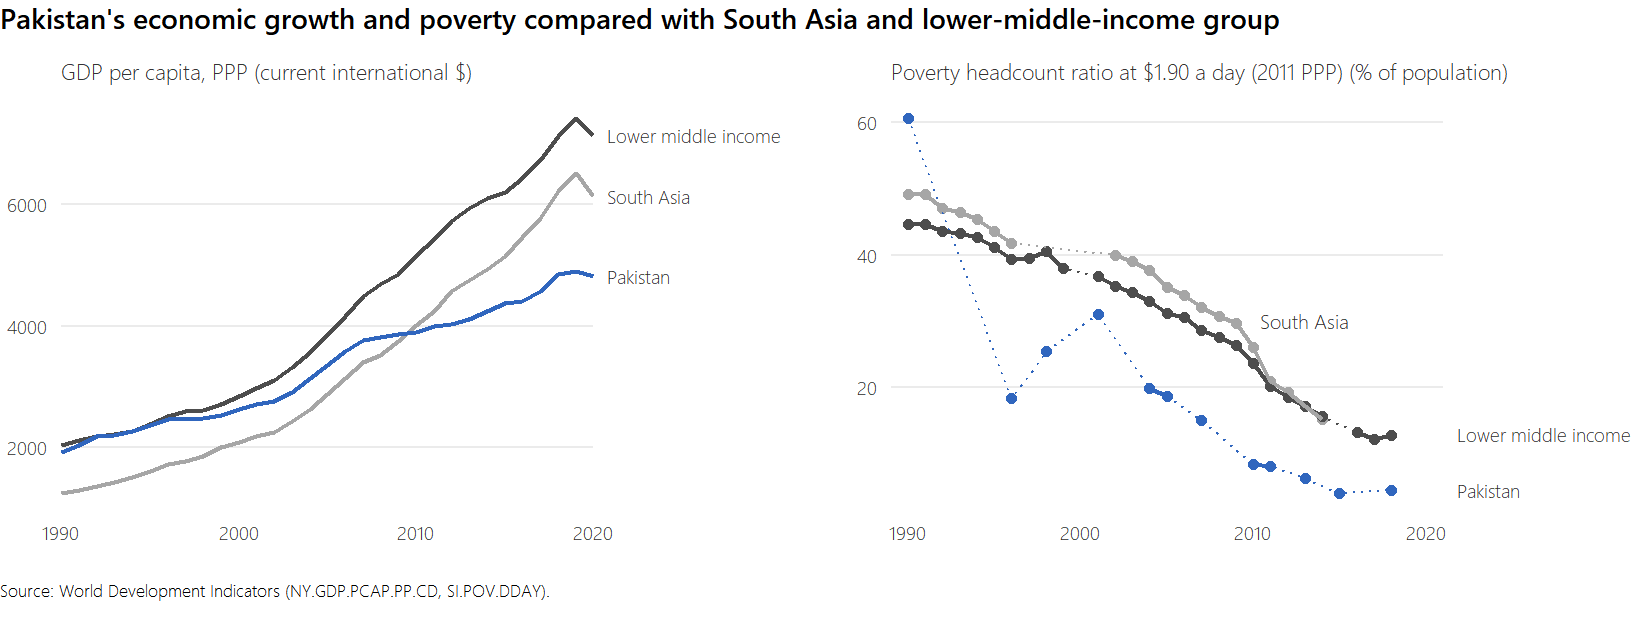 Pakistan's economic growth and poverty compared with South Asia and lower-middle-income group
GDP per capita, PPP (current international $)
Lower middle income
South Asia
6000
Pakistan
4000
2000
1990
2000
2010
2020
Poverty headcount ratio at $1.90 a day (2011 PPP) (% of population)
60
40
South Asia
20
Lower middle income
Pakistan
1990
2000
2010
2020
Source: World Development Indicators (NY.GDP.PCAP.PP.CD, SI.POV.DDAY).